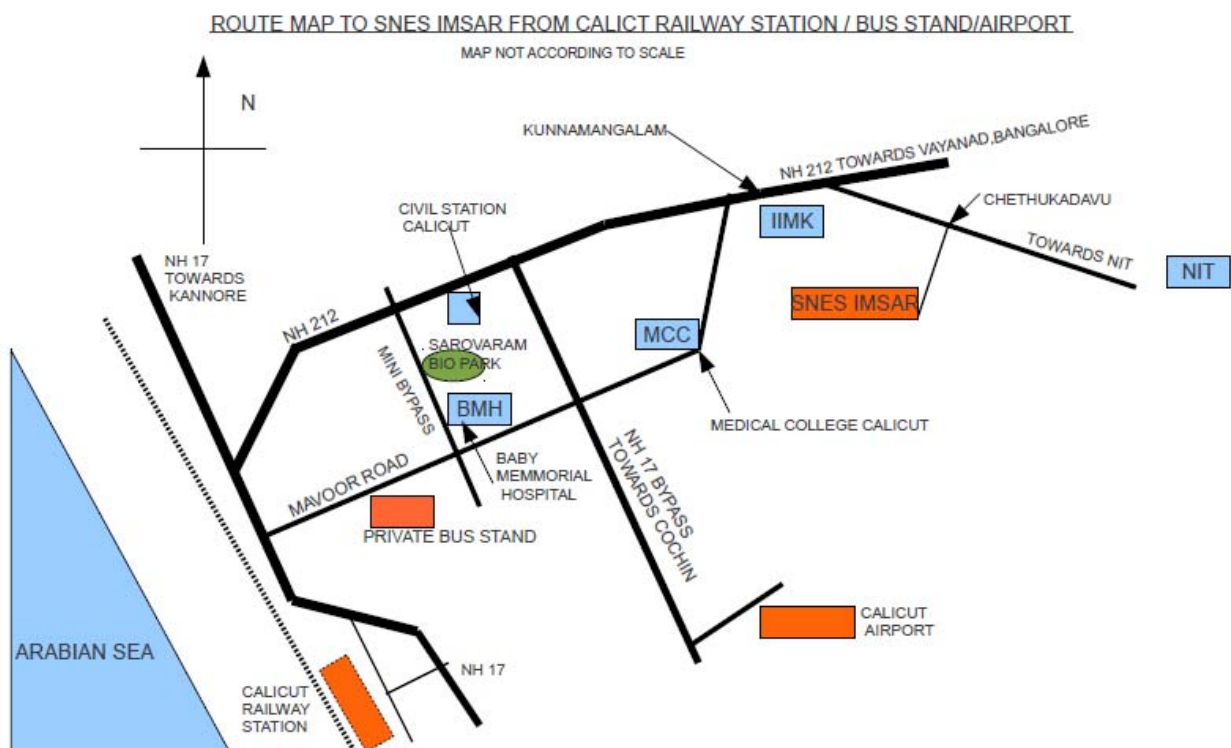 ROUTE MAP TO SNES IMSAR FROM CALICT RAILWAY STATION / BUS STAND/AIRPORT
MAP NOT ACCORDING TO SCALE
N
KUNNAMANGALAM
NH 212 TOWARDS VAYANAD,BANGALORE
CIVIL STATION
CALICUT
IIMK
CHETHUKADAVU
TOWARDS NIT
NIT
NH 17
TOWARDS
KANNORE
SNES IMSAR
NH 212
MCC
SAROVARAM
BIO PARK
MINI BYPASS
BMH
MEDICAL COLLEGE CALICUT
BABY
MEMMORIAL
HOSPITAL
MAVOOR ROAD
NH 17 BYPASS
TOWARDS COCHIN
PRIVATE BUS STAND
CALICUT
AIRPORT
ARABIAN SEA
NH 17
CALICUT
RAILWAY
STATION